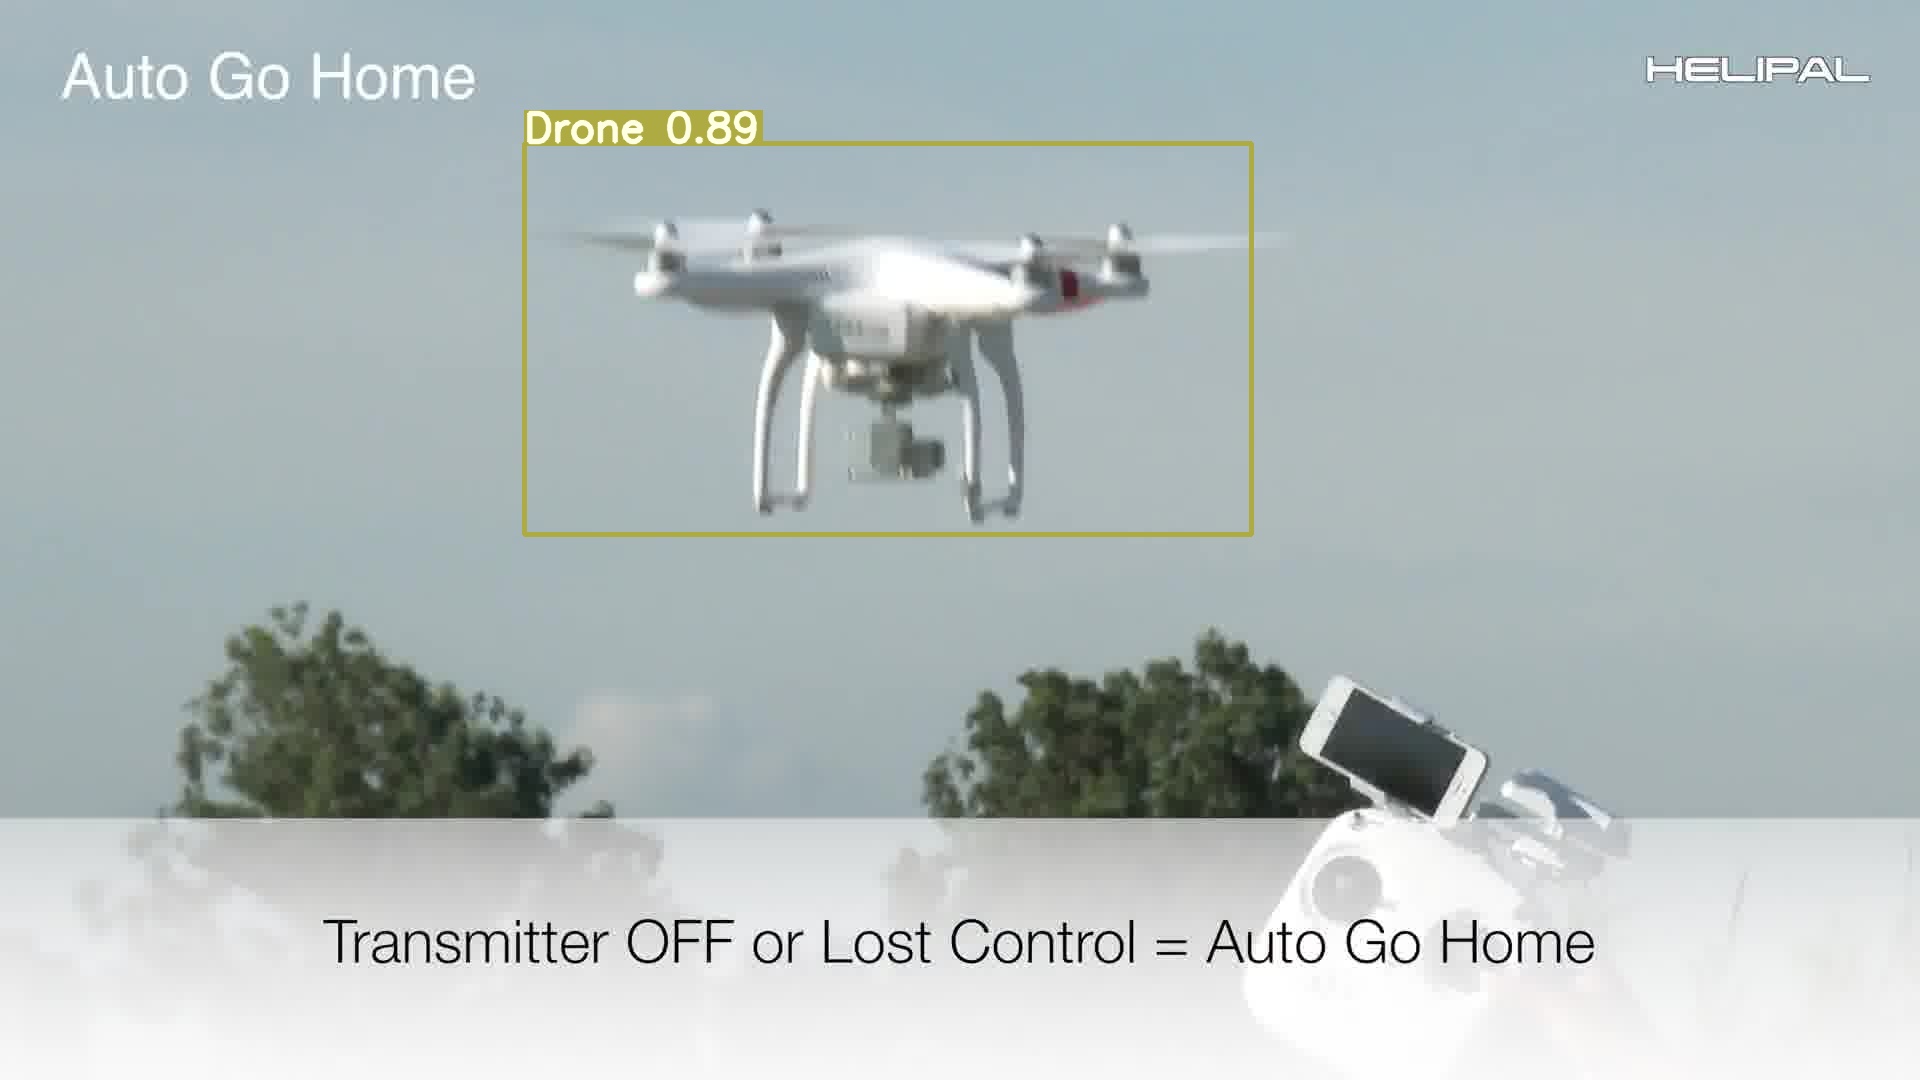 Auto Go Home
HELIPAL
Drone 0.89
Transmitter OFF or Lost Control = Auto Go Home